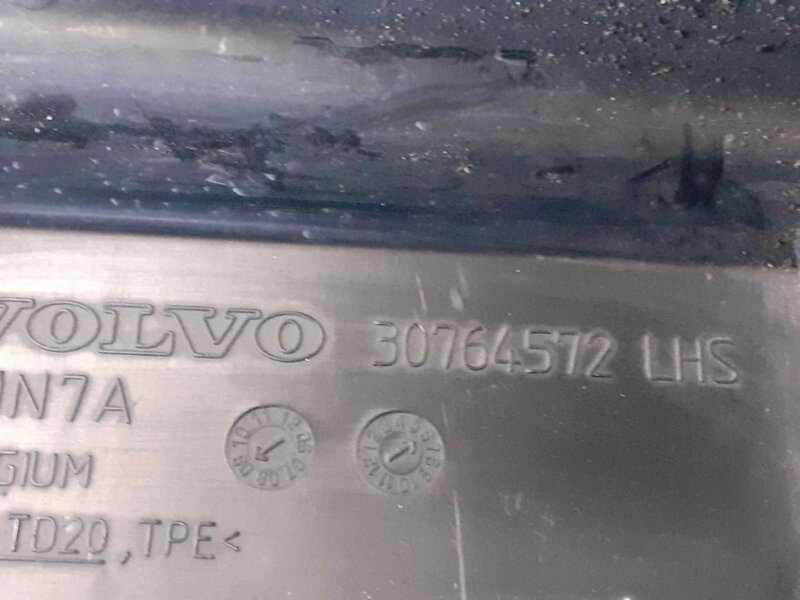 VOLVO 30764572 LHS
N7A
GIUM
TD20, TPE<